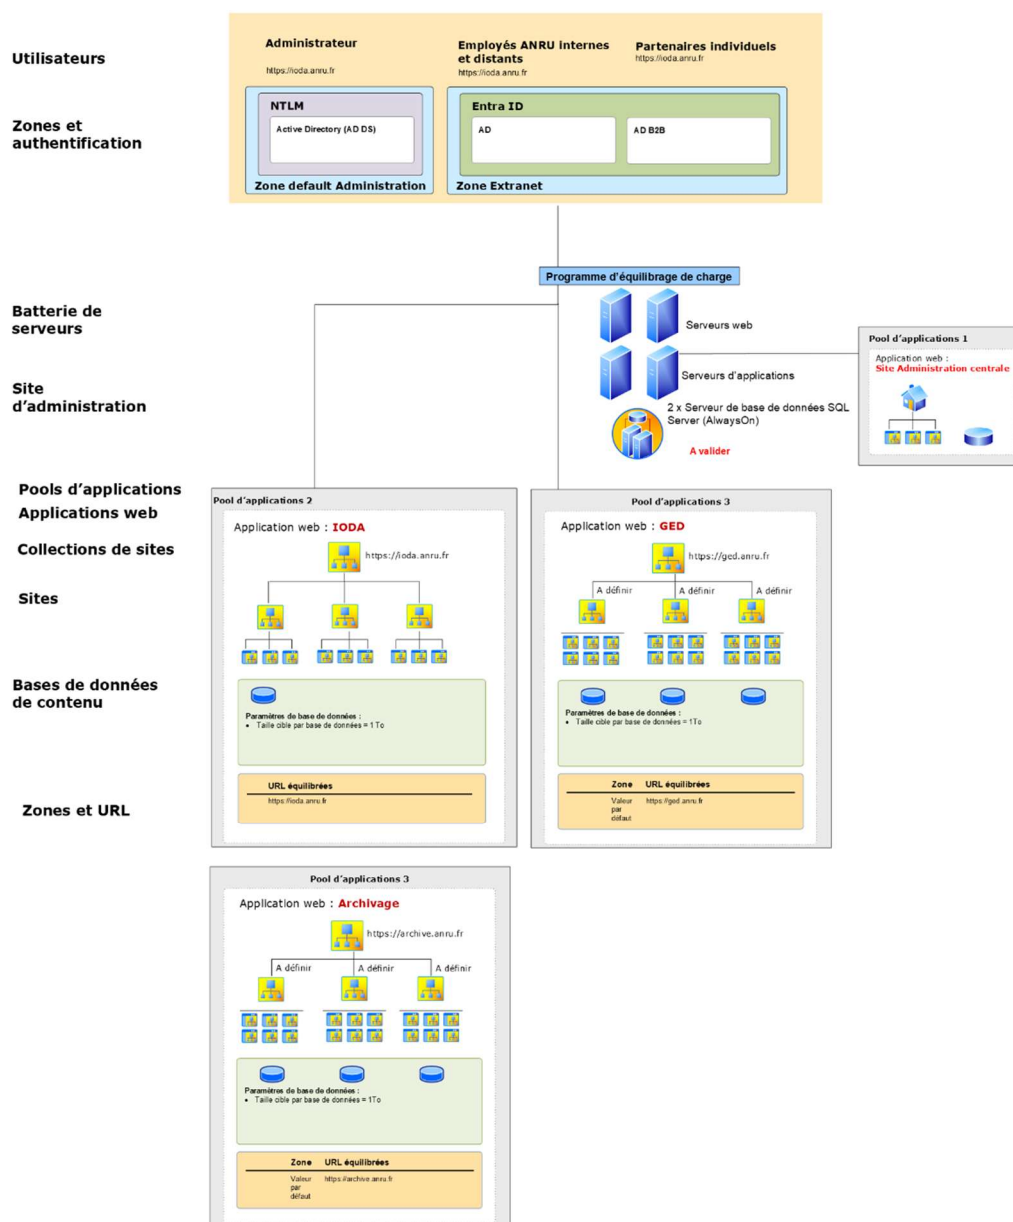 Utilisateurs
Administrateur
https://ioda.anru.fr
Employés ANRU internes
et distants
https://ioda.anru.fr
Partenaires individuels
https://ioda.anru.fr
Zones et
authentification
NTLM
Active Directory (AD DS)
Zone default Administration
Entra ID
AD
AD B2B
Zone Extranet
Programme d'équilibrage de charge
Batterie de
serveurs
Serveurs web
Site
d'administration
Serveurs d'applications
2 x Serveur de base de données SQL
Server (AlwaysOn)
A valider
Pool d'applications 1
Application web :
Site Administration centrale
Pools d'applications
Applications web
Collections de sites
Sites
Bases de données
de contenu
Zones et URL
Pool d'applications 2
Application web : IODA
https://ioda.anru.fr
Paramètres de base de données :
• Taille cible par base de données = 1 To
URL équilibrées
https://ioda.anru.fr
Pool d'applications 3
Application web : GED
https://ged.anru.fr
A définir
A définir
A définir
Paramètres de base de données :
• Taille cible par base de données = 1To
Zone URL équilibrées
Valeur https://ged.anru.fr
par
défaut
Pool d'applications 3
Application web : Archivage
https://archive.anru.fr
A définir
A définir
A définir
Paramètres de base de données :
• Taille cible par base de données = 1To
Zone URL équilibrées
Valeur https://archive.anru.fr
par
défaut